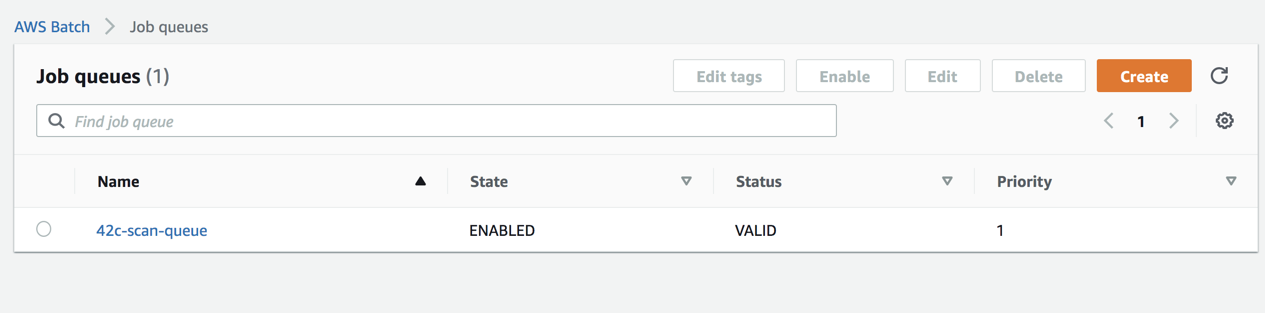 AWS Batch > Job queues
Job queues (1) Edit tags Enable Edit Delete Create
Find job queue 1
Name State Status Priority
42c-scan-queue ENABLED VALID 1